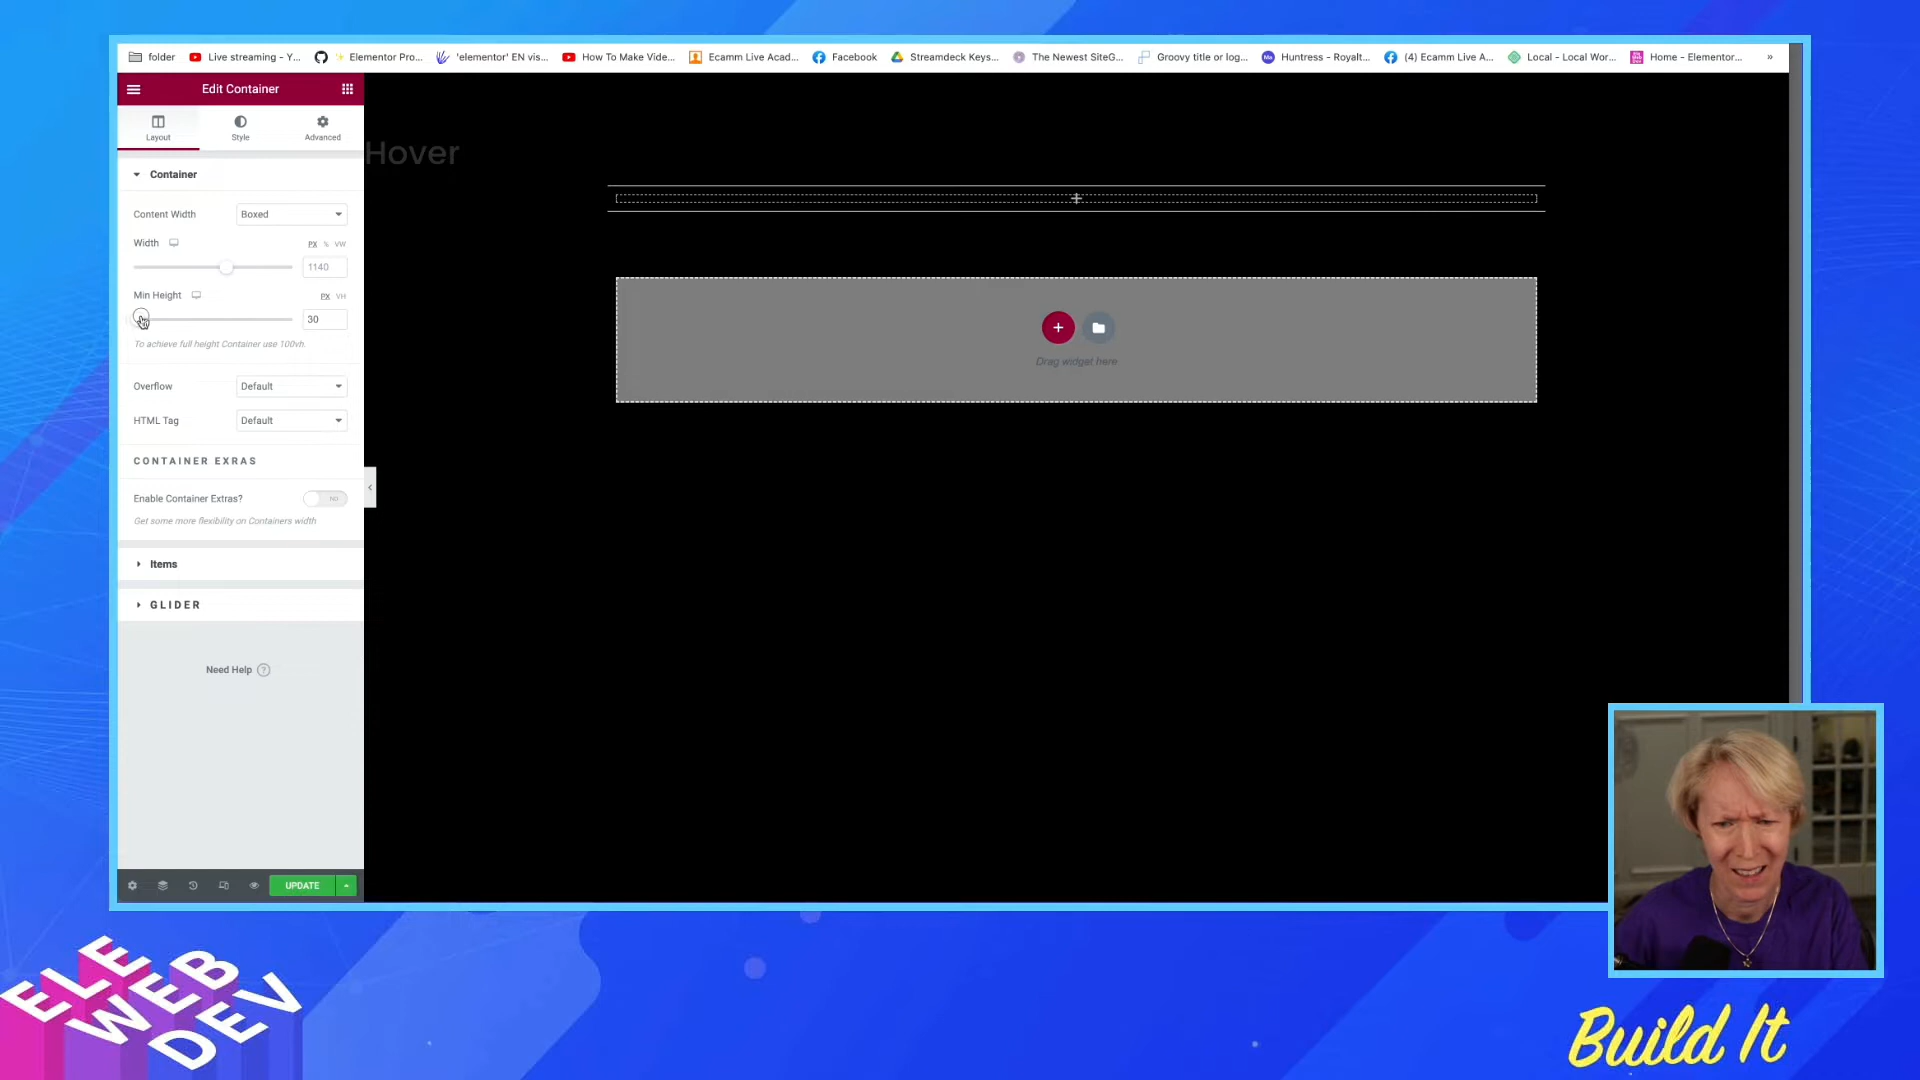 folder Live streaming - Y... Elementor Pro... 'elementor' EN vis... How To Make Vide... Ecamm Live Acad... Facebook Streamdeck Keys... The Newest SiteG... Groovy title or log... Huntress - Royalt... (4) Ecamm Live A... Local - Local Wor... Home - Elementor... »
Edit Container
Layout Style Advanced
Hover
Container
Content Width Boxed
Width PX % VW
1140
Min Height PX VH
30
To achieve full height Container use 100vh.
Drag widget here
Overflow Default
HTML Tag Default
CONTAINER EXRAS
Enable Container Extras? NO
Get some more flexibility on Containers width
Items
GLIDER
Need Help ?
UPDATE
ELE
WEB
DEV
Build It